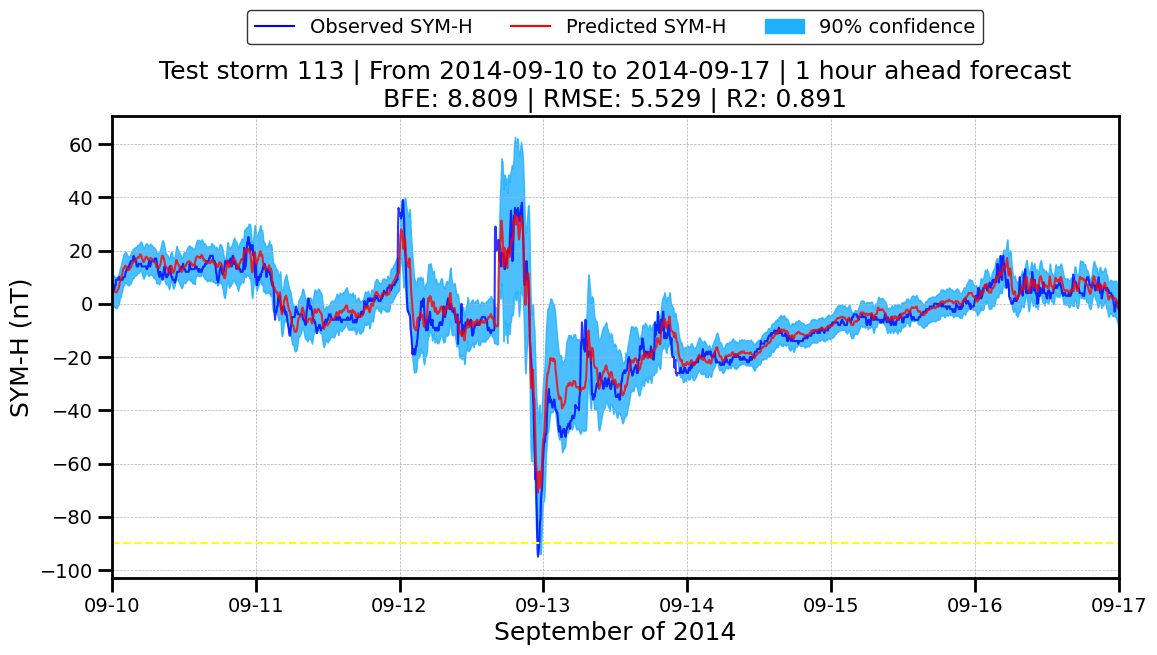 Observed SYM-H Predicted SYM-H 90% confidence
Test storm 113 | From 2014-09-10 to 2014-09-17 | 1 hour ahead forecast
BFE: 8.809 | RMSE: 5.529 | R2: 0.891
SYM-H (nT)
60
40
20
0
−20
−40
−60
−80
−100
09-10 09-11 09-12 09-13 09-14 09-15 09-16 09-17
September of 2014